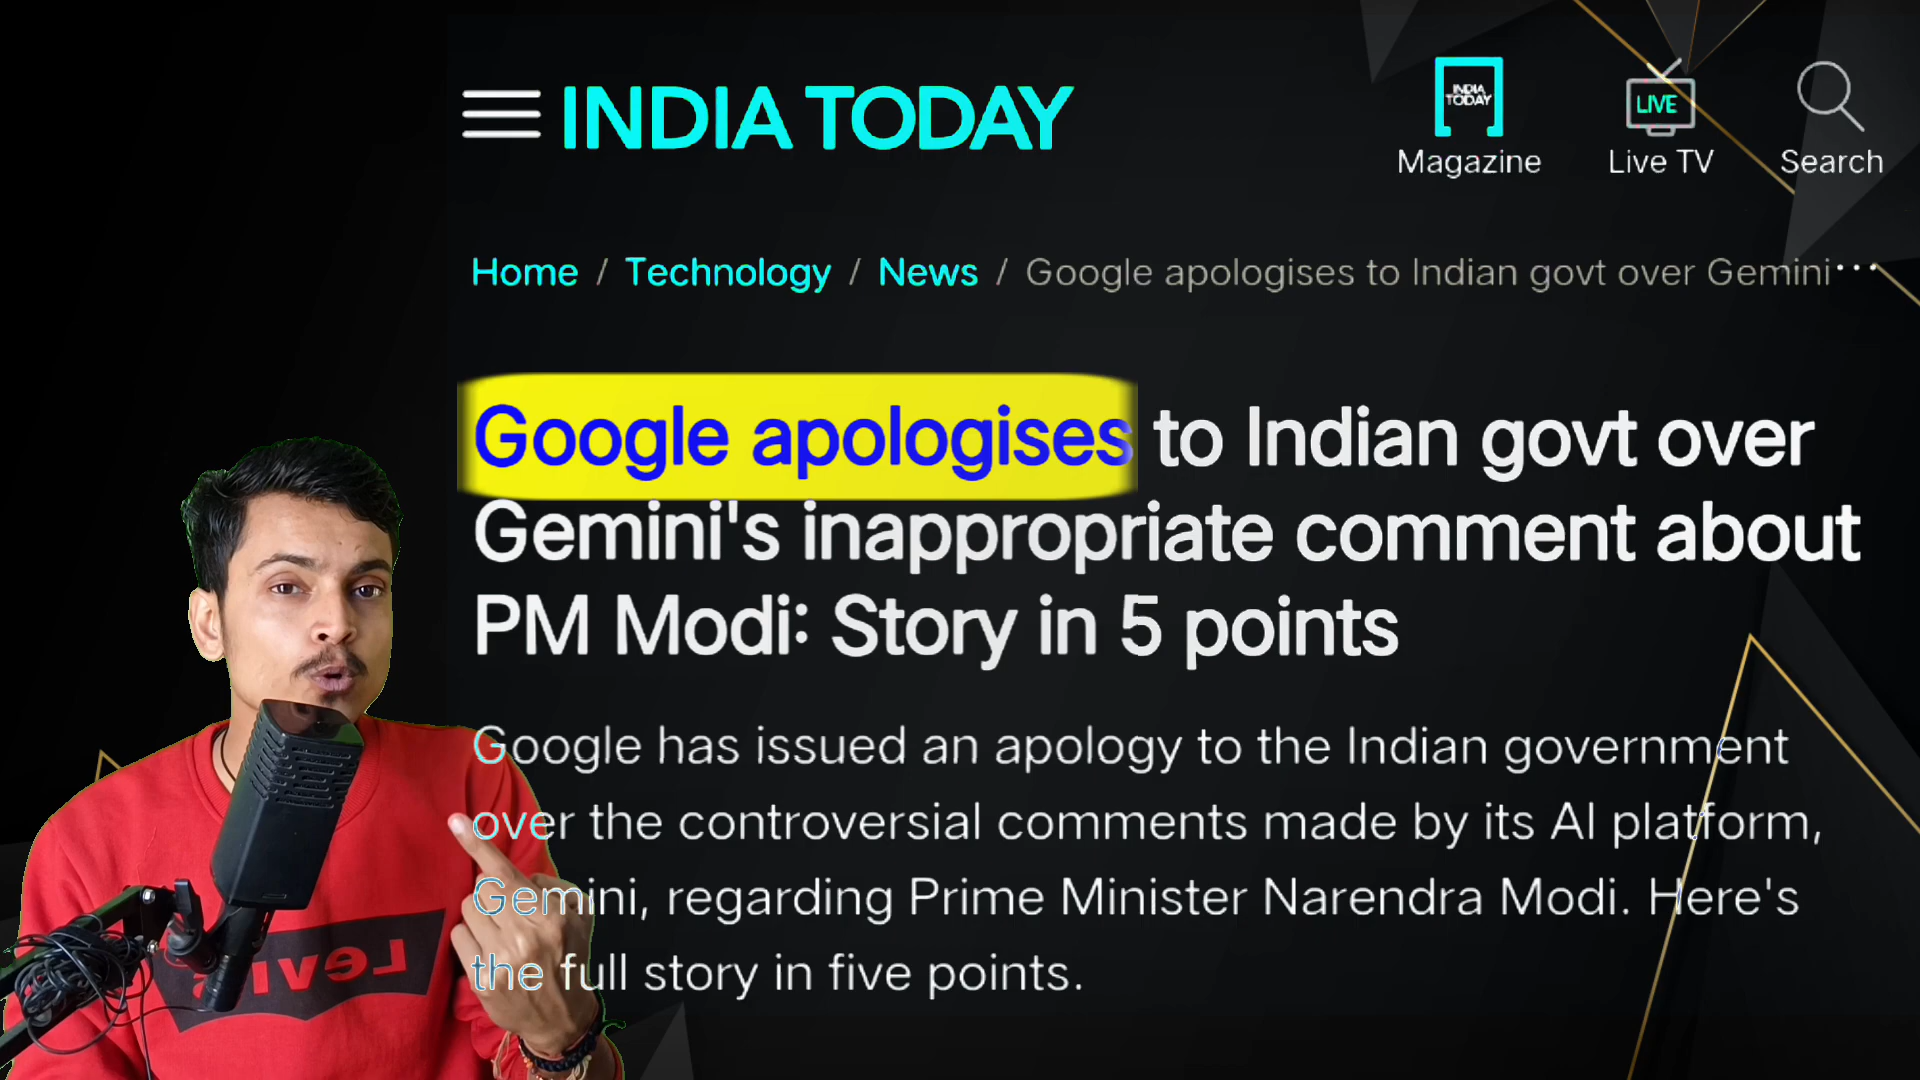 INDIA TODAY
INDIA
TODAY
Magazine
LIVE
Live TV
Search
Home / Technology / News / Google apologises to Indian govt over Gemini...
Google apologises to Indian govt over
Gemini's inappropriate comment about
PM Modi: Story in 5 points
Google has issued an apology to the Indian government
over the controversial comments made by its AI platform,
Gemini, regarding Prime Minister Narendra Modi. Here's
the full story in five points.
Levi's